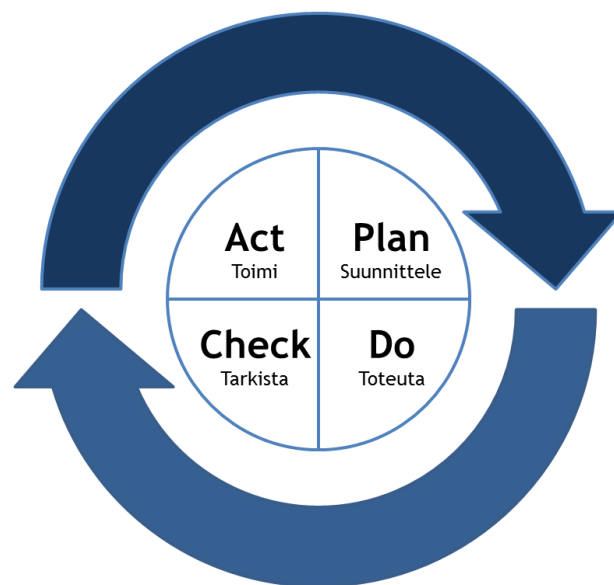 Act
Toimi
Plan
Suunnittele
Check
Tarkista
Do
Toteuta